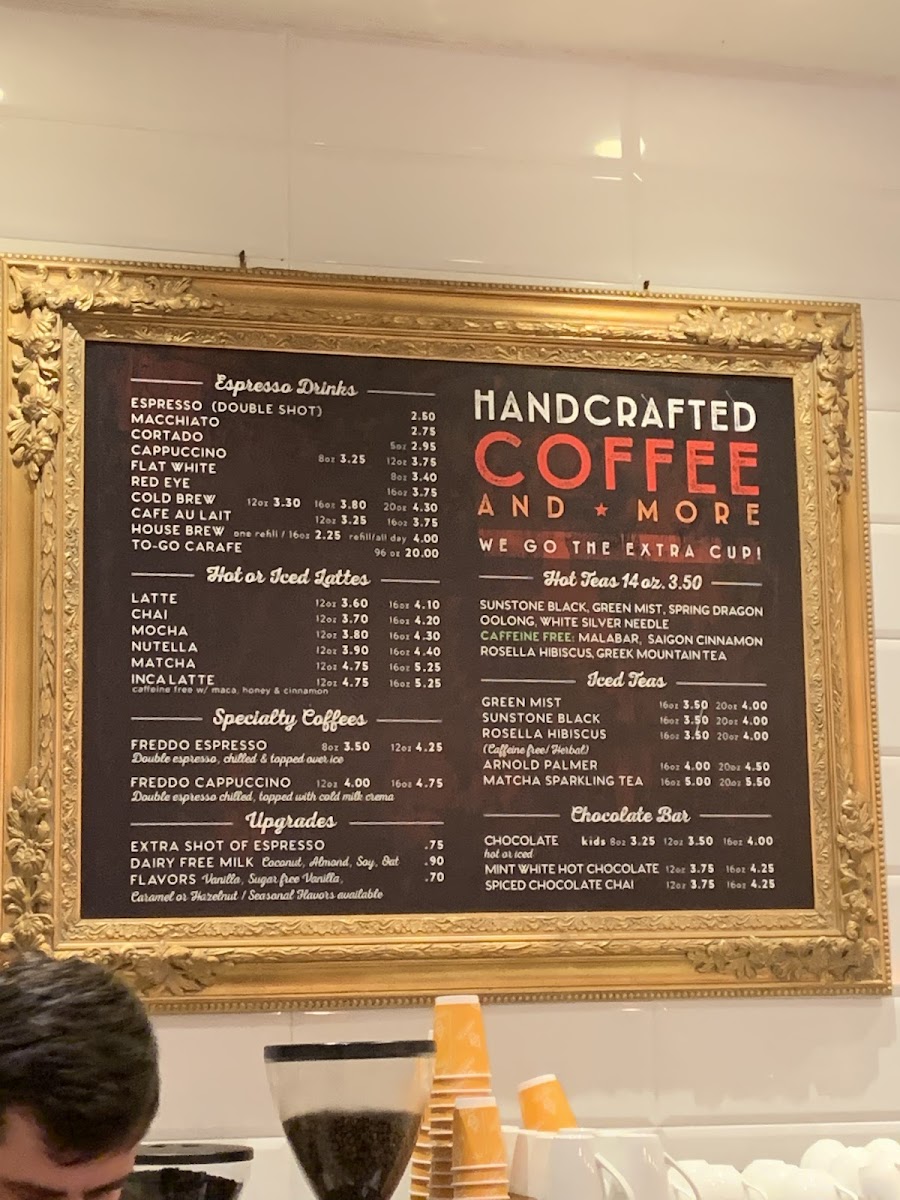 Espresso Drinks
ESPRESSO (DOUBLE SHOT) 2.50
MACCHIATO 2.75
CORTADO 5oz 2.95
CAPPUCCINO 8oz 3.25 12oz 3.75
FLAT WHITE 8oz 3.40
RED EYE 16oz 3.75
COLD BREW 12oz 3.30 16oz 3.80 20oz 4.30
CAFE AU LAIT 12oz 3.25 16oz 3.75
HOUSE BREW one refill / 16oz 2.25 refill/all day 4.00
TO-GO CARAFE 96 oz 20.00
Hot or Iced Lattes
LATTE 12oz 3.60 16oz 4.10
CHAI 12oz 3.70 16oz 4.20
MOCHA 12oz 3.80 16oz 4.30
NUTELLA 12oz 3.90 16oz 4.40
MATCHA 12oz 4.75 16oz 5.25
INCA LATTE 12oz 4.75 16oz 5.25
caffeine free w/ maca, honey & cinnamon
Specialty Coffees
FREDDO ESPRESSO 8oz 3.50 12oz 4.25
Double espresso, chilled & topped over ice
FREDDO CAPPUCCINO 12oz 4.00 16oz 4.75
Double espresso chilled, topped with cold milk crema
Upgrades
EXTRA SHOT OF ESPRESSO .75
DAIRY FREE MILK Coconut, Almond, Soy, Oat .90
FLAVORS Vanilla, Sugar free Vanilla, .70
Caramel or Hazelnut / Seasonal Flavors available
HANDCRAFTED
COFFEE
AND ★ MORE
WE GO THE EXTRA CUP!
Hot Teas 14 oz. 3.50
SUNSTONE BLACK, GREEN MIST, SPRING DRAGON
OOLONG, WHITE SILVER NEEDLE
CAFFEINE FREE: MALABAR, SAIGON CINNAMON
ROSELLA HIBISCUS, GREEK MOUNTAIN TEA
Iced Teas
GREEN MIST 16oz 3.50 20oz 4.00
SUNSTONE BLACK 16oz 3.50 20oz 4.00
ROSELLA HIBISCUS 16oz 3.50 20oz 4.00
(Caffeine free/ Herbal)
ARNOLD PALMER 16oz 4.00 20oz 4.50
MATCHA SPARKLING TEA 16oz 5.00 20oz 5.50
Chocolate Bar
CHOCOLATE kids 8oz 3.25 12oz 3.50 16oz 4.00
hot or iced
MINT WHITE HOT CHOCOLATE 12oz 3.75 16oz 4.25
SPICED CHOCOLATE CHAI 12oz 3.75 16oz 4.25